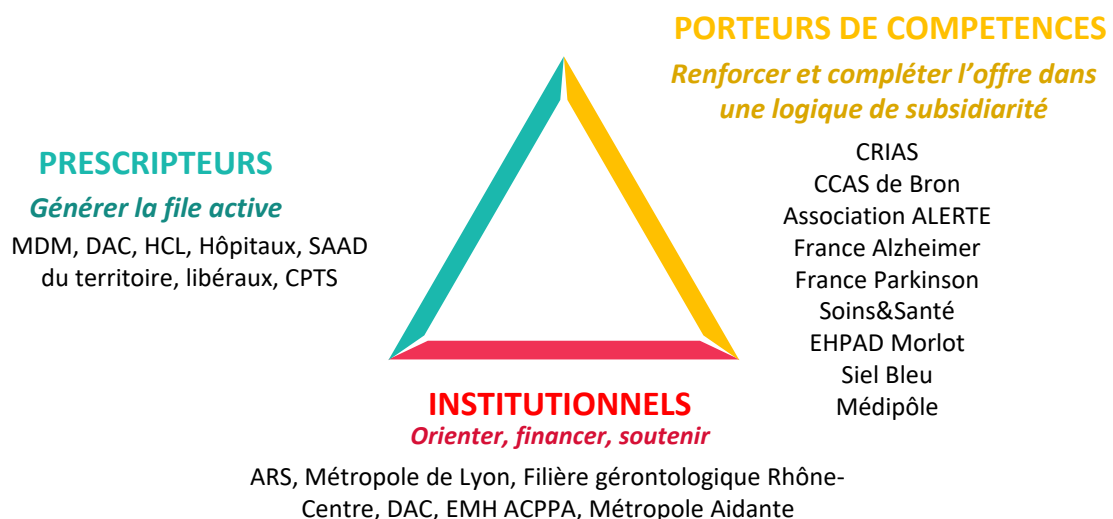 PORTEURS DE COMPETENCES
Renforcer et compléter l’offre dans
une logique de subsidiarité
CRIAS
CCAS de Bron
Association ALERTE
France Alzheimer
France Parkinson
Soins&Santé
EHPAD Morlot
Siel Bleu
Médipôle
PRESCRIPTEURS
Générer la file active
MDM, DAC, HCL, Hôpitaux, SAAD
du territoire, libéraux, CPTS
INSTITUTIONNELS
Orienter, financer, soutenir
ARS, Métropole de Lyon, Filière gérontologique Rhône-
Centre, DAC, EMH ACPPA, Métropole Aidante